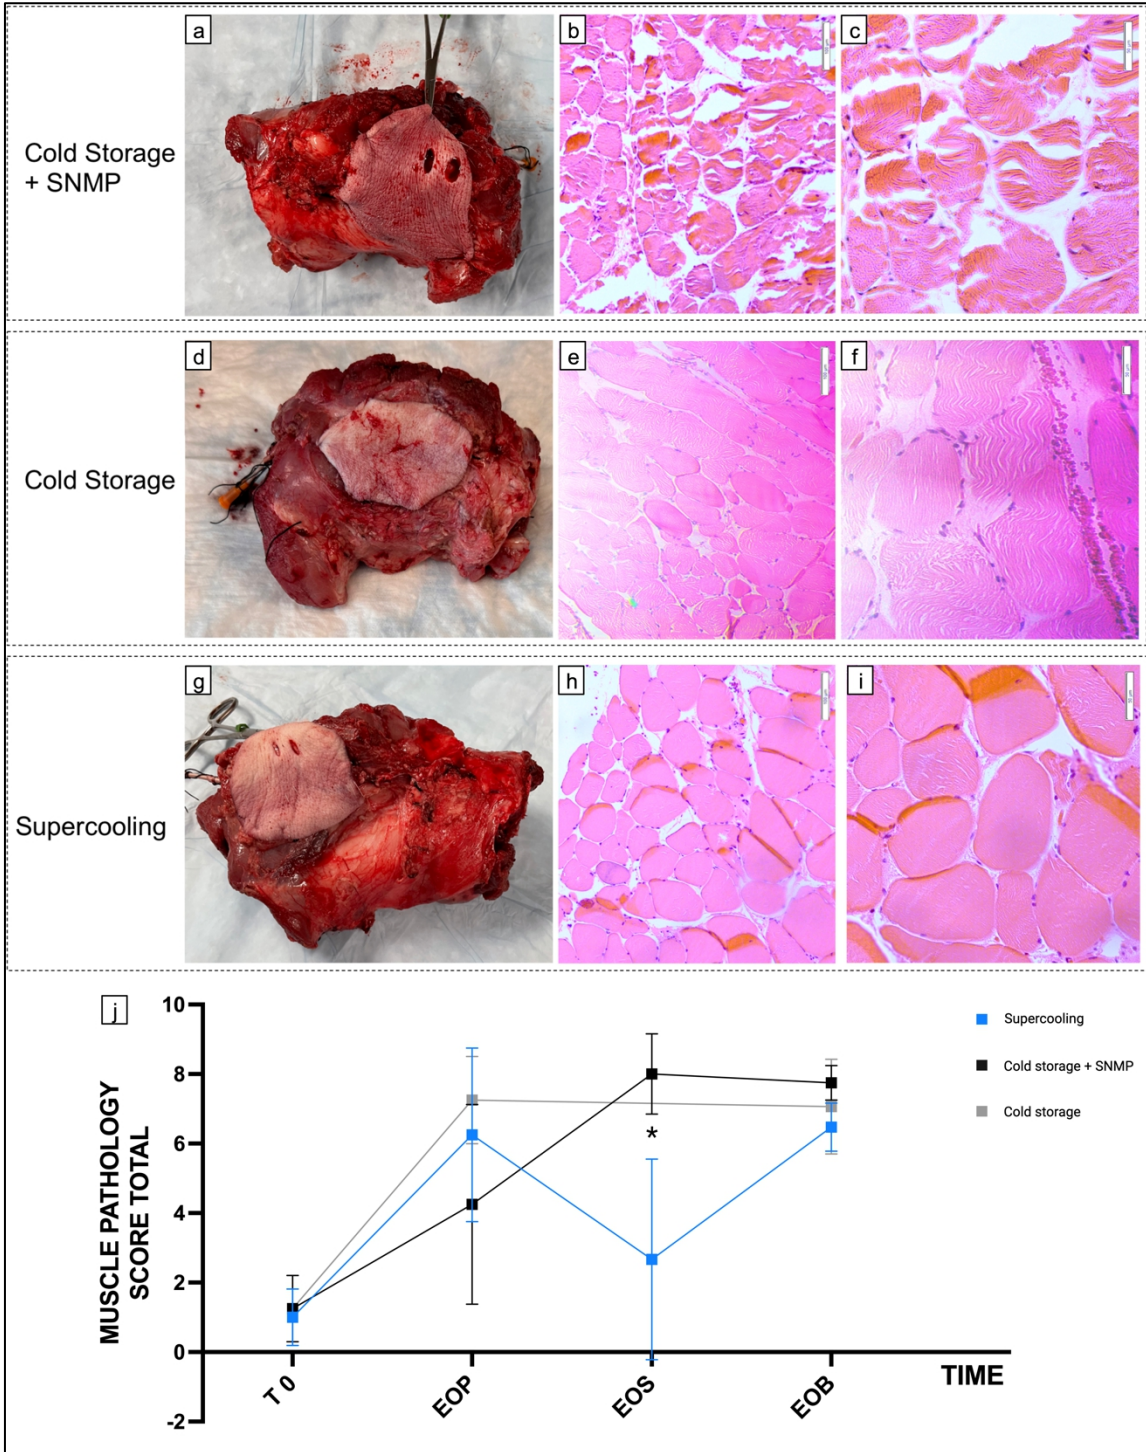 a
b
c
Cold Storage
+ SNMP
d
e
f
Cold Storage
g
h
i
Supercooling
j
10
8
6
4
2
0
-2
MUSCLE PATHOLOGY
SCORE TOTAL
*
T 0
EOP
EOS
EOB
TIME
Supercooling
Cold storage + SNMP
Cold storage